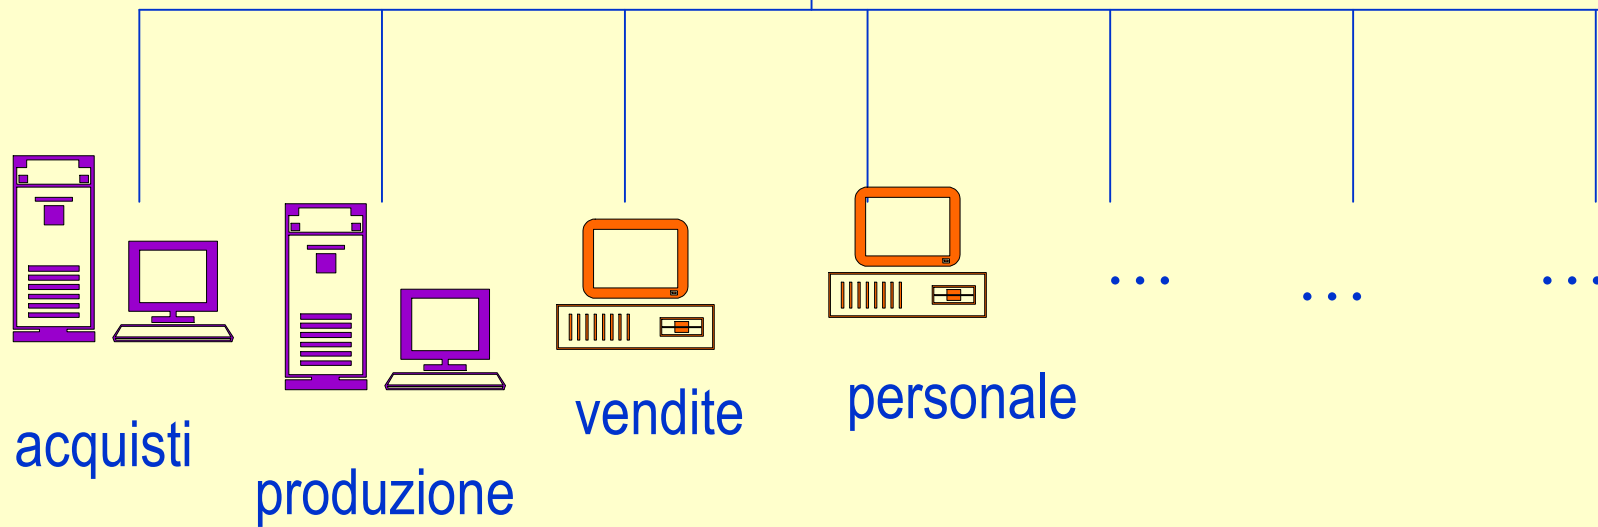 acquisti
produzione
vendite
personale
...
...
...